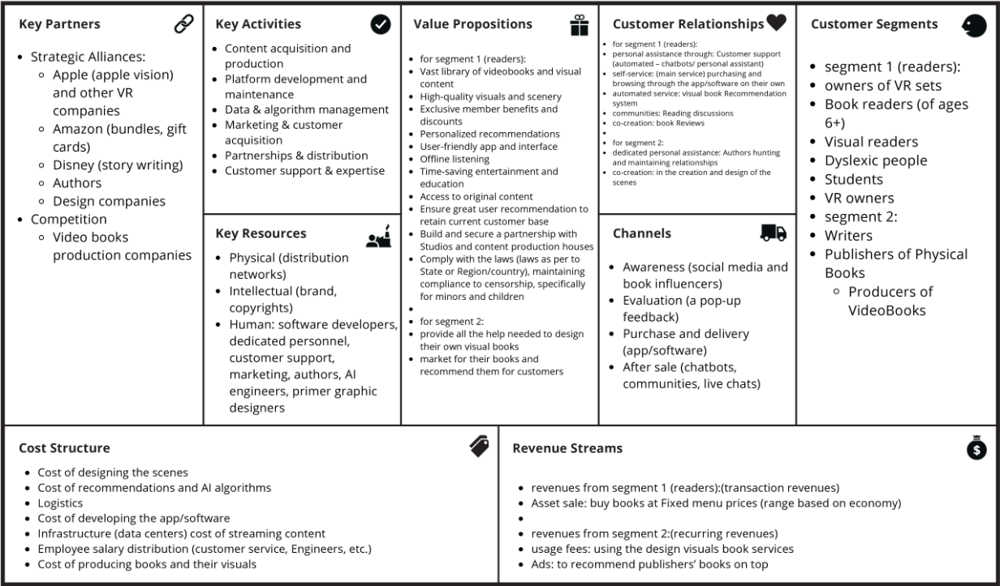 Key Partners
• Strategic Alliances:
○ Apple (apple vision)
and other VR
companies
○ Amazon (bundles, gift
cards)
○ Disney (story writing)
○ Authors
○ Design companies
• Competition
○ Video books
production companies
Key Activities
• Content acquisition and
production
• Platform development and
maintenance
• Data & algorithm management
• Marketing & customer
acquisition
• Partnerships & distribution
• Customer support & expertise
Key Resources
• Physical (distribution
networks)
• Intellectual (brand,
copyrights)
• Human: software developers,
dedicated personnel,
customer support,
marketing, authors, AI
engineers, primer graphic
designers
Value Propositions
• for segment 1 (readers):
• Vast library of videobooks and visual
content
• High-quality visuals and scenery
• Exclusive member benefits and
discounts
• Personalized recommendations
• User-friendly app and interface
• Offline listening
• Time-saving entertainment and
education
• Access to original content
• Ensure great user recommendation to
retain current customer base
• Build and secure a partnership with
Studios and content production houses
• Comply with the laws (laws as per to
State or Region/country), maintaining
compliance to censorship, specifically
for minors and children
•
• for segment 2:
• provide all the help needed to design
their own visual books
• market for their books and
recommend them for customers
Customer Relationships
• for segment 1 (readers):
• personal assistance through: Customer support
(automated – chatbots/ personal assistant)
• self-service: (main service) purchasing and
browsing through the app/software on their own
• automated service: visual book Recommendation
system
• communities: Reading discussions
• co-creation: book Reviews
•
• for segment 2:
• dedicated personal assistance: Authors hunting
and maintaining relationships
• co-creation: in the creation and design of the
scenes
Channels
• Awareness (social media and
book influencers)
• Evaluation (a pop-up
feedback)
• Purchase and delivery
(app/software)
• After sale (chatbots,
communities, live chats)
Customer Segments
• segment 1 (readers):
• owners of VR sets
• Book readers (of ages
6+)
• Visual readers
• Dyslexic people
• Students
• VR owners
• segment 2:
• Writers
• Publishers of Physical
Books
○ Producers of
VideoBooks
Cost Structure
• Cost of designing the scenes
• Cost of recommendations and AI algorithms
• Logistics
• Cost of developing the app/software
• Infrastructure (data centers) cost of streaming content
• Employee salary distribution (customer service, Engineers, etc.)
• Cost of producing books and their visuals
Revenue Streams
• revenues from segment 1 (readers):(transaction revenues)
• Asset sale: buy books at Fixed menu prices (range based on economy)
•
• revenues from segment 2:(recurring revenues)
• usage fees: using the design visuals book services
• Ads: to recommend publishers’ books on top